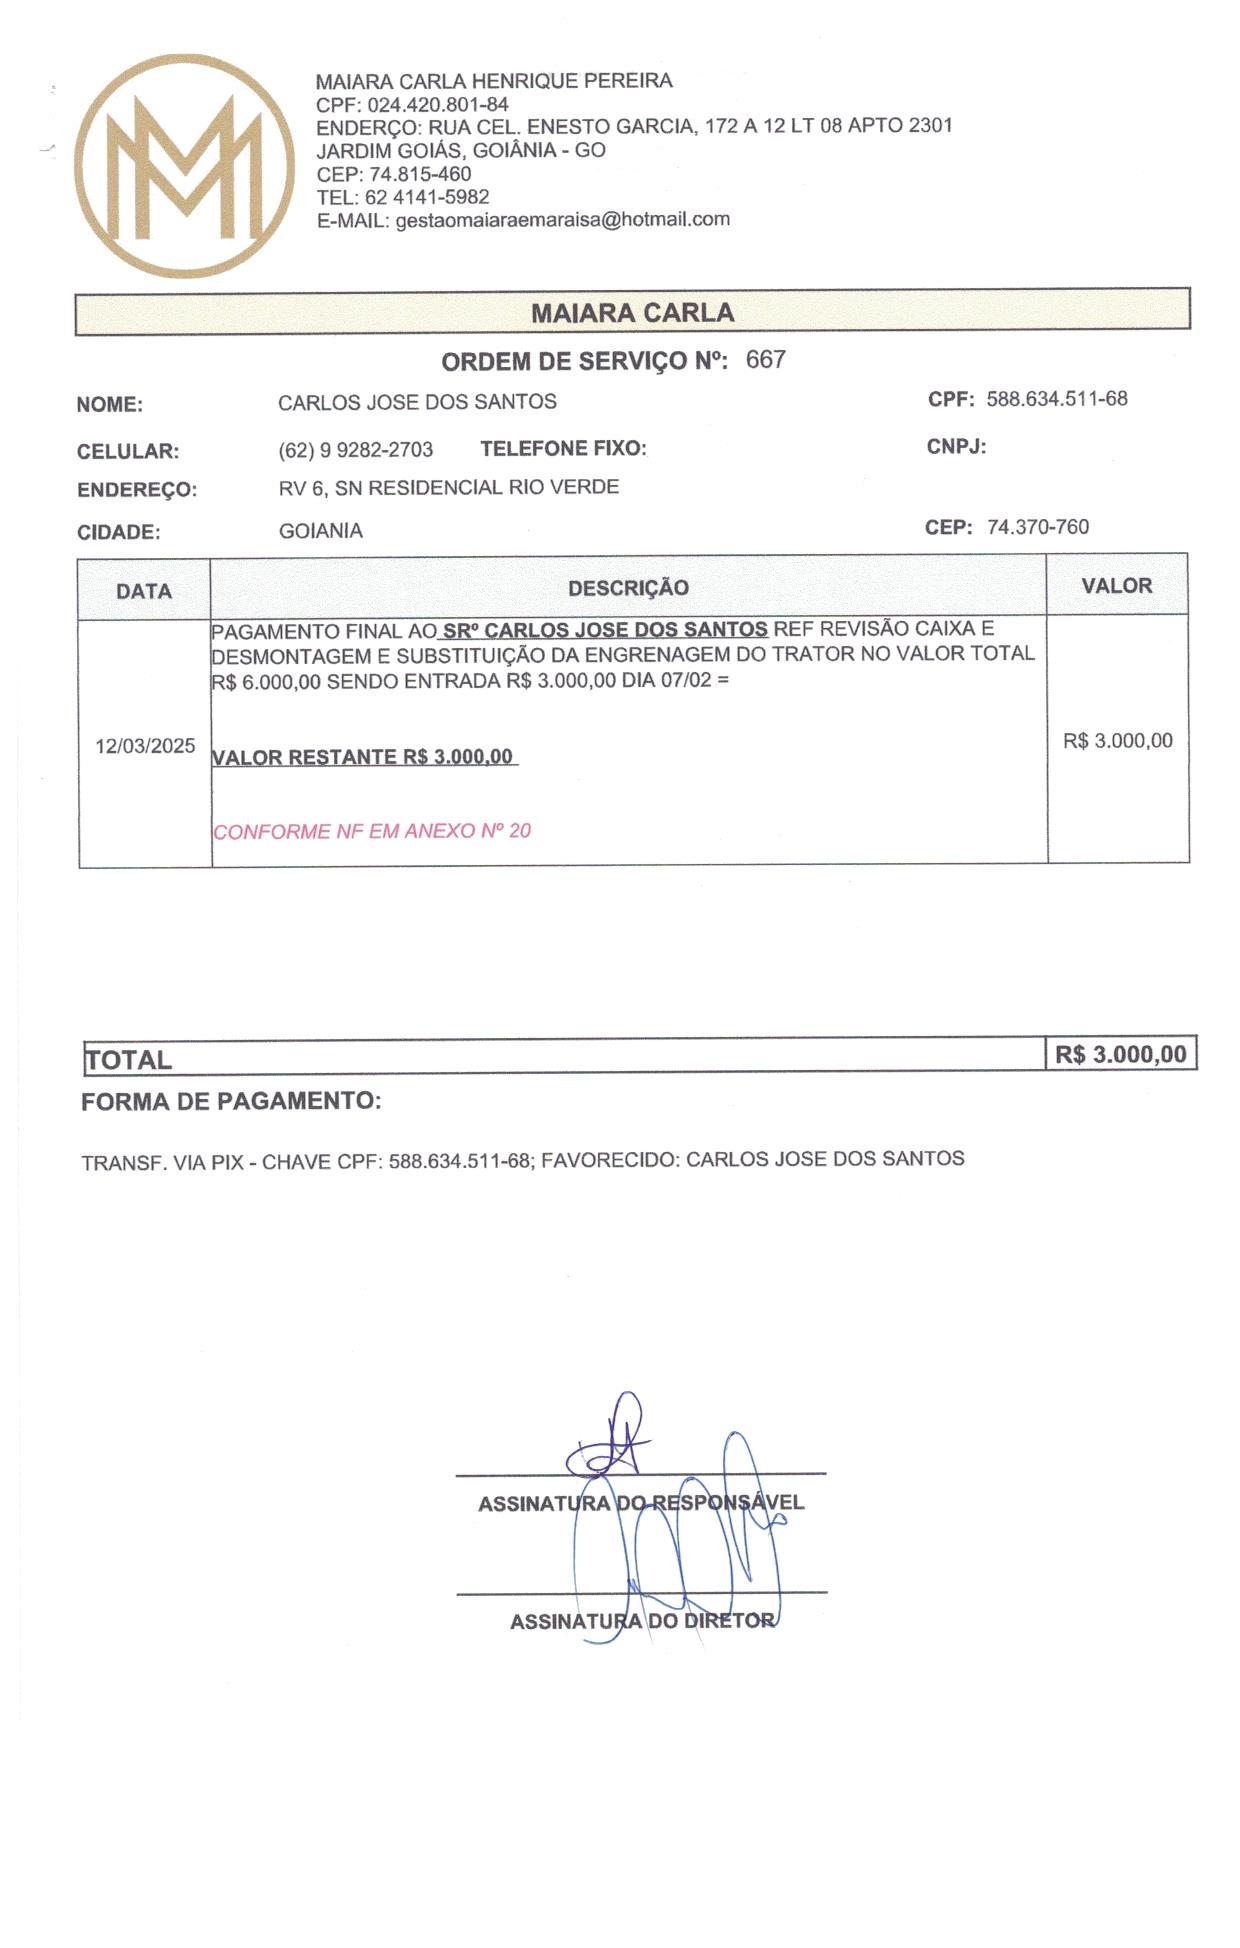 MM
MAIARA CARLA HENRIQUE PEREIRA
CPF: 024.420.801-84
ENDERÇO: RUA CEL. ENESTO GARCIA, 172 A 12 LT 08 APTO 2301
JARDIM GOIÁS, GOIÂNIA - GO
CEP: 74.815-460
TEL: 62 4141-5982
E-MAIL: gestaomaiaraemaraisa@hotmail.com
MAIARA CARLA
ORDEM DE SERVIÇO Nº: 667
NOME: CARLOS JOSE DOS SANTOS CPF: 588.634.511-68
CELULAR: (62) 9 9282-2703 TELEFONE FIXO: CNPJ:
ENDEREÇO: RV 6, SN RESIDENCIAL RIO VERDE
CIDADE: GOIANIA CEP: 74.370-760
DATA DESCRIÇÃO VALOR
PAGAMENTO FINAL AO SRº CARLOS JOSE DOS SANTOS REF REVISÃO CAIXA E
DESMONTAGEM E SUBSTITUIÇÃO DA ENGRENAGEM DO TRATOR NO VALOR TOTAL
R$ 6.000,00 SENDO ENTRADA R$ 3.000,00 DIA 07/02 =
12/03/2025 VALOR RESTANTE R$ 3.000,00 R$ 3.000,00
CONFORME NF EM ANEXO Nº 20
TOTAL R$ 3.000,00
FORMA DE PAGAMENTO:
TRANSF. VIA PIX - CHAVE CPF: 588.634.511-68; FAVORECIDO: CARLOS JOSE DOS SANTOS
ASSINATURA DO RESPONSÁVEL
ASSINATURA DO DIRETOR